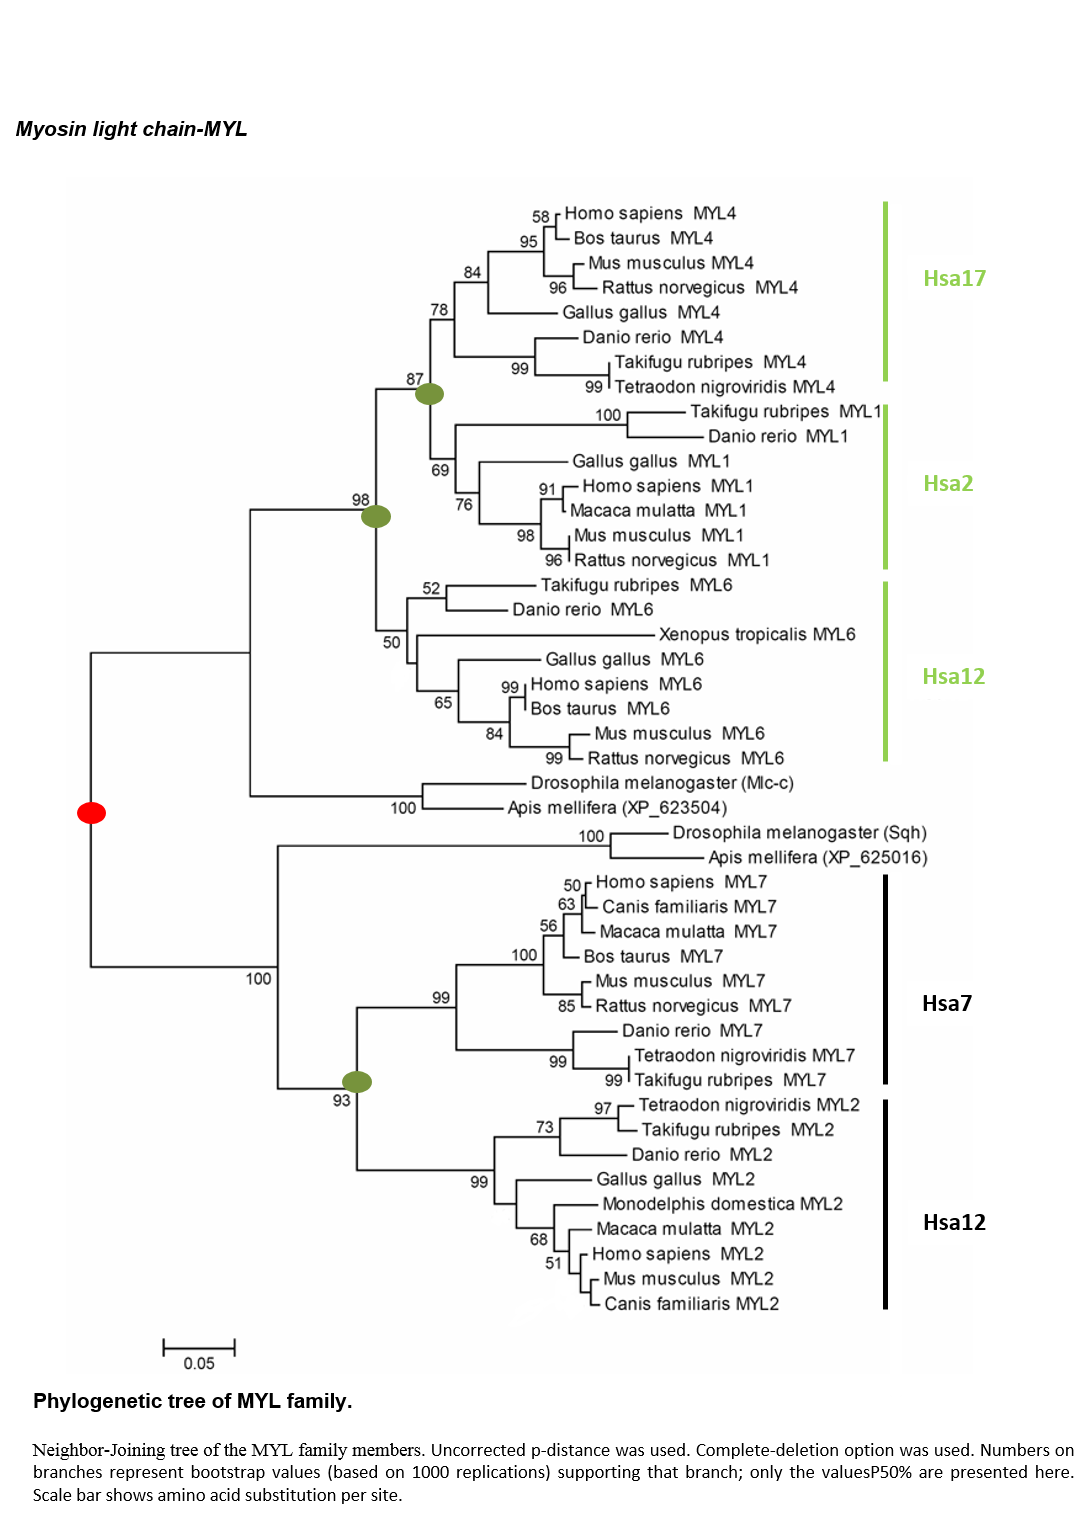 Myosin light chain-MYL
58 Homo sapiens MYL4
Bos taurus MYL4
95
Mus musculus MYL4
84
Hsa17
96 Rattus norvegicus MYL4
78
Gallus gallus MYL4
Danio rerio MYL4
99
Takifugu rubripes MYL4
87
99 Tetraodon nigroviridis MYL4
100 Takifugu rubripes MYL1
Danio rerio MYL1
69
Gallus gallus MYL1
Hsa2
91 Homo sapiens MYL1
98
76
Macaca mulatta MYL1
98 Mus musculus MYL1
96 Rattus norvegicus MYL1
52 Takifugu rubripes MYL6
Danio rerio MYL6
50
Xenopus tropicalis MYL6
Gallus gallus MYL6
Hsa12
99 Homo sapiens MYL6
65
Bos taurus MYL6
84 Mus musculus MYL6
99 Rattus norvegicus MYL6
Drosophila melanogaster (Mlc-c)
100 Apis mellifera (XP_623504)
100 Drosophila melanogaster (Sqh)
Apis mellifera (XP_625016)
50 Homo sapiens MYL7
63 Canis familiaris MYL7
56 Macaca mulatta MYL7
100 Bos taurus MYL7
100
Mus musculus MYL7
99
85 Rattus norvegicus MYL7
Hsa7
Danio rerio MYL7
99 Tetraodon nigroviridis MYL7
99 Takifugu rubripes MYL7
93
97 Tetraodon nigroviridis MYL2
73 Takifugu rubripes MYL2
Danio rerio MYL2
99 Gallus gallus MYL2
Monodelphis domestica MYL2
Hsa12
68 Macaca mulatta MYL2
51 Homo sapiens MYL2
Mus musculus MYL2
Canis familiaris MYL2
0.05
Phylogenetic tree of MYL family.
Neighbor-Joining tree of the MYL family members. Uncorrected p-distance was used. Complete-deletion option was used. Numbers on
branches represent bootstrap values (based on 1000 replications) supporting that branch; only the valuesP50% are presented here.
Scale bar shows amino acid substitution per site.